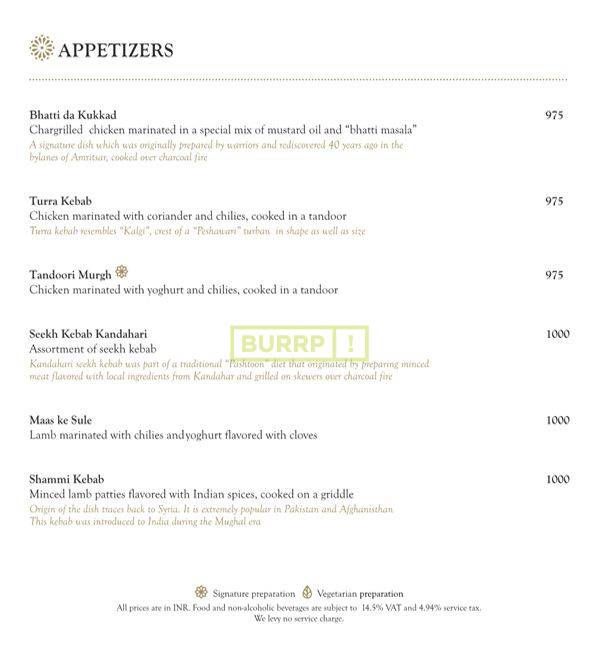 APPETIZERS
Bhatti da Kukkad 975
Chargrilled chicken marinated in a special mix of mustard oil and “bhatti masala”
A signature dish which was originally prepared by warriors and rediscovered 40 years ago in the
bylanes of Amritsar, cooked over charcoal fire
Turra Kebab 975
Chicken marinated with coriander and chilies, cooked in a tandoor
Turra kebab resembles “Kalgi”, crest of a “Peshawari” turban in shape as well as size
Tandoori Murgh 975
Chicken marinated with yoghurt and chilies, cooked in a tandoor
Seekh Kebab Kandahari 1000
BURRP!
Assortment of seekh kebab
Kandahari seekh kebab was part of a traditional “Pashtoon” diet that originated by preparing minced
meat flavored with local ingredients from Kandahar and grilled on skewers over charcoal fire
Maas ke Sule 1000
Lamb marinated with chilies andyoghurt flavored with cloves
Shammi Kebab 1000
Minced lamb patties flavored with Indian spices, cooked on a griddle
Origin of the dish traces back to Syria. It is extremely popular in Pakistan and Afghanisthan
This kebab was introduced to India during the Mughal era
Signature preparation Vegetarian preparation
All prices are in INR. Food and non-alcoholic beverages are subject to 14.5% VAT and 4.94% service tax.
We levy no service charge.